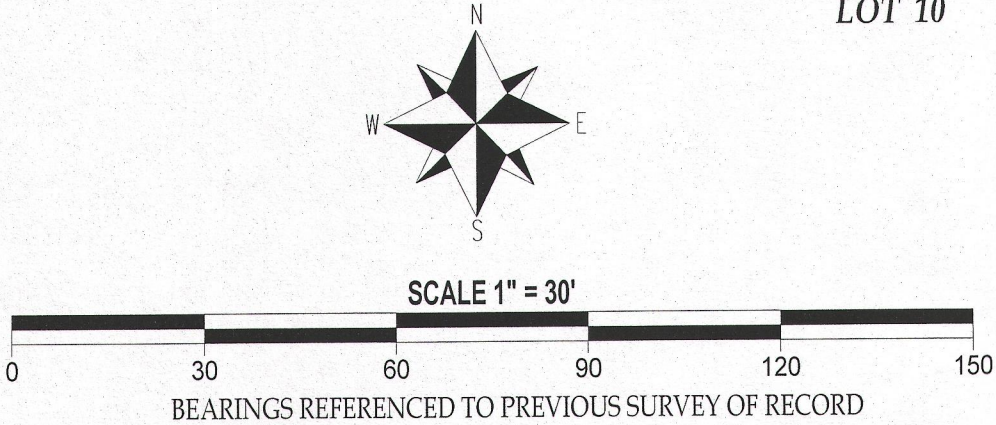 LOT 10
N
W E
S
SCALE 1" = 30'
0 30 60 90 120 150
BEARINGS REFERENCED TO PREVIOUS SURVEY OF RECORD